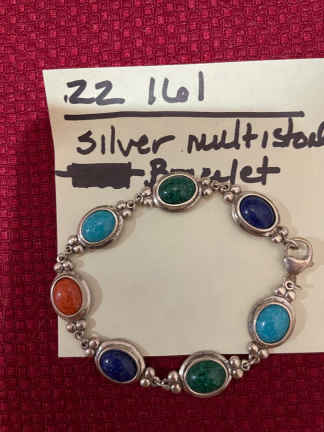 .22 161
Silver multiston
Bracelet